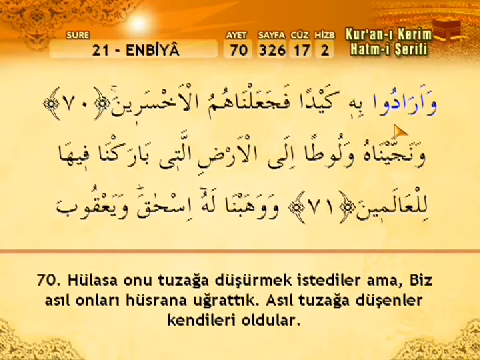 SURE AYET SAYFA CÜZ HİZB Kur'an-ı Kerim
21 - ENBİYÂ 70 326 17 2 Hatm-i Şerifi
وَاَرَادُوا بِه۪ كَيْدًا فَجَعَلْنَاهُمُ الْاَخْسَر۪ينَۚ ﴿٧٠﴾
وَنَجَّيْنَاهُ وَلُوطًا اِلَى الْاَرْضِ الَّت۪ي بَارَكْنَا ف۪يهَا
لِلْعَالَم۪ينَ ﴿٧١﴾ وَوَهَبْنَا لَهُٓ اِسْحٰقَۜ وَيَعْقُوبَ
70. Hülasa onu tuzağa düşürmek istediler ama, Biz
asıl onları hüsrana uğrattık. Asıl tuzağa düşenler
kendileri oldular.